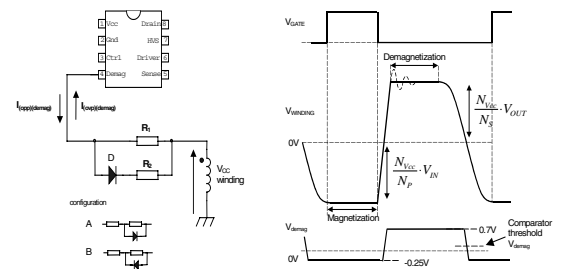 1 Vcc Drain 8
2 Gnd HVS 7
3 Ctrl Driver 6
4 Demag Sense 5
I(opp)(demag)
I(ovp)(demag)
R1
D
R2
VCC
winding
configuration
A
B
VGATE
Demagnetization
VWINDING
NVcc/NS · VOUT
0V
NVcc/NP · VIN
Magnetization
Vdemag
0.7V
Comparator
threshold
Vdemag
0V
-0.25V